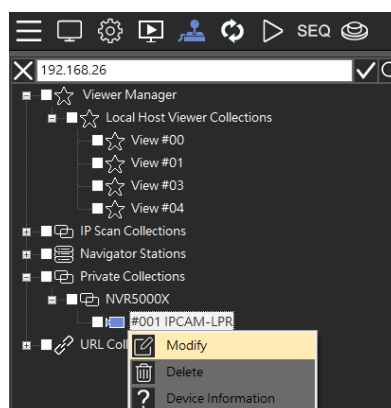 SEQ
192.168.26
Viewer Manager
Local Host Viewer Collections
View #00
View #01
View #03
View #04
IP Scan Collections
Navigator Stations
Private Collections
NVR5000X
#001 IPCAM-LPR
URL Coll
Modify
Delete
? Device Information